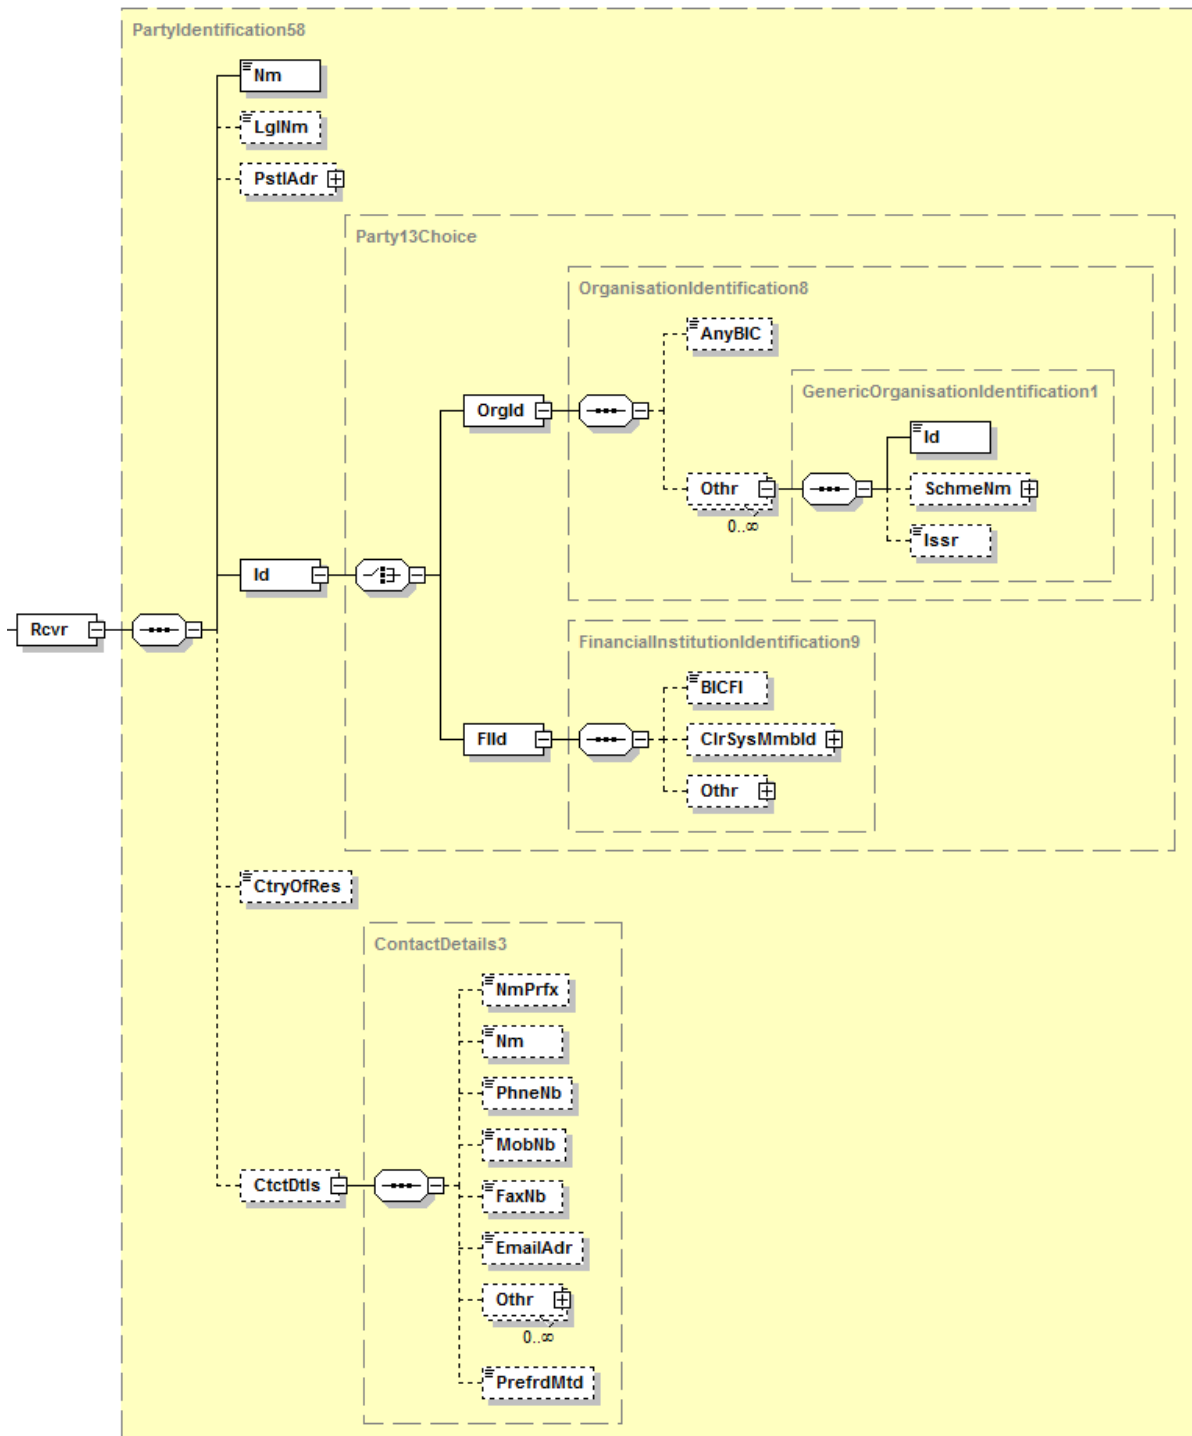 PartyIdentification58
Nm
LglNm
PstlAdr
Party13Choice
OrganisationIdentification8
AnyBIC
GenericOrganisationIdentification1
OrgId
Id
Othr
0..∞
SchmeNm
Issr
Id
Rcvr
FinancialInstitutionIdentification9
BICFI
FIId
ClrSysMmbId
Othr
CtryOfRes
ContactDetails3
NmPrfx
Nm
PhneNb
MobNb
CtctDtls
FaxNb
EmailAdr
Othr
0..∞
PrefrdMtd